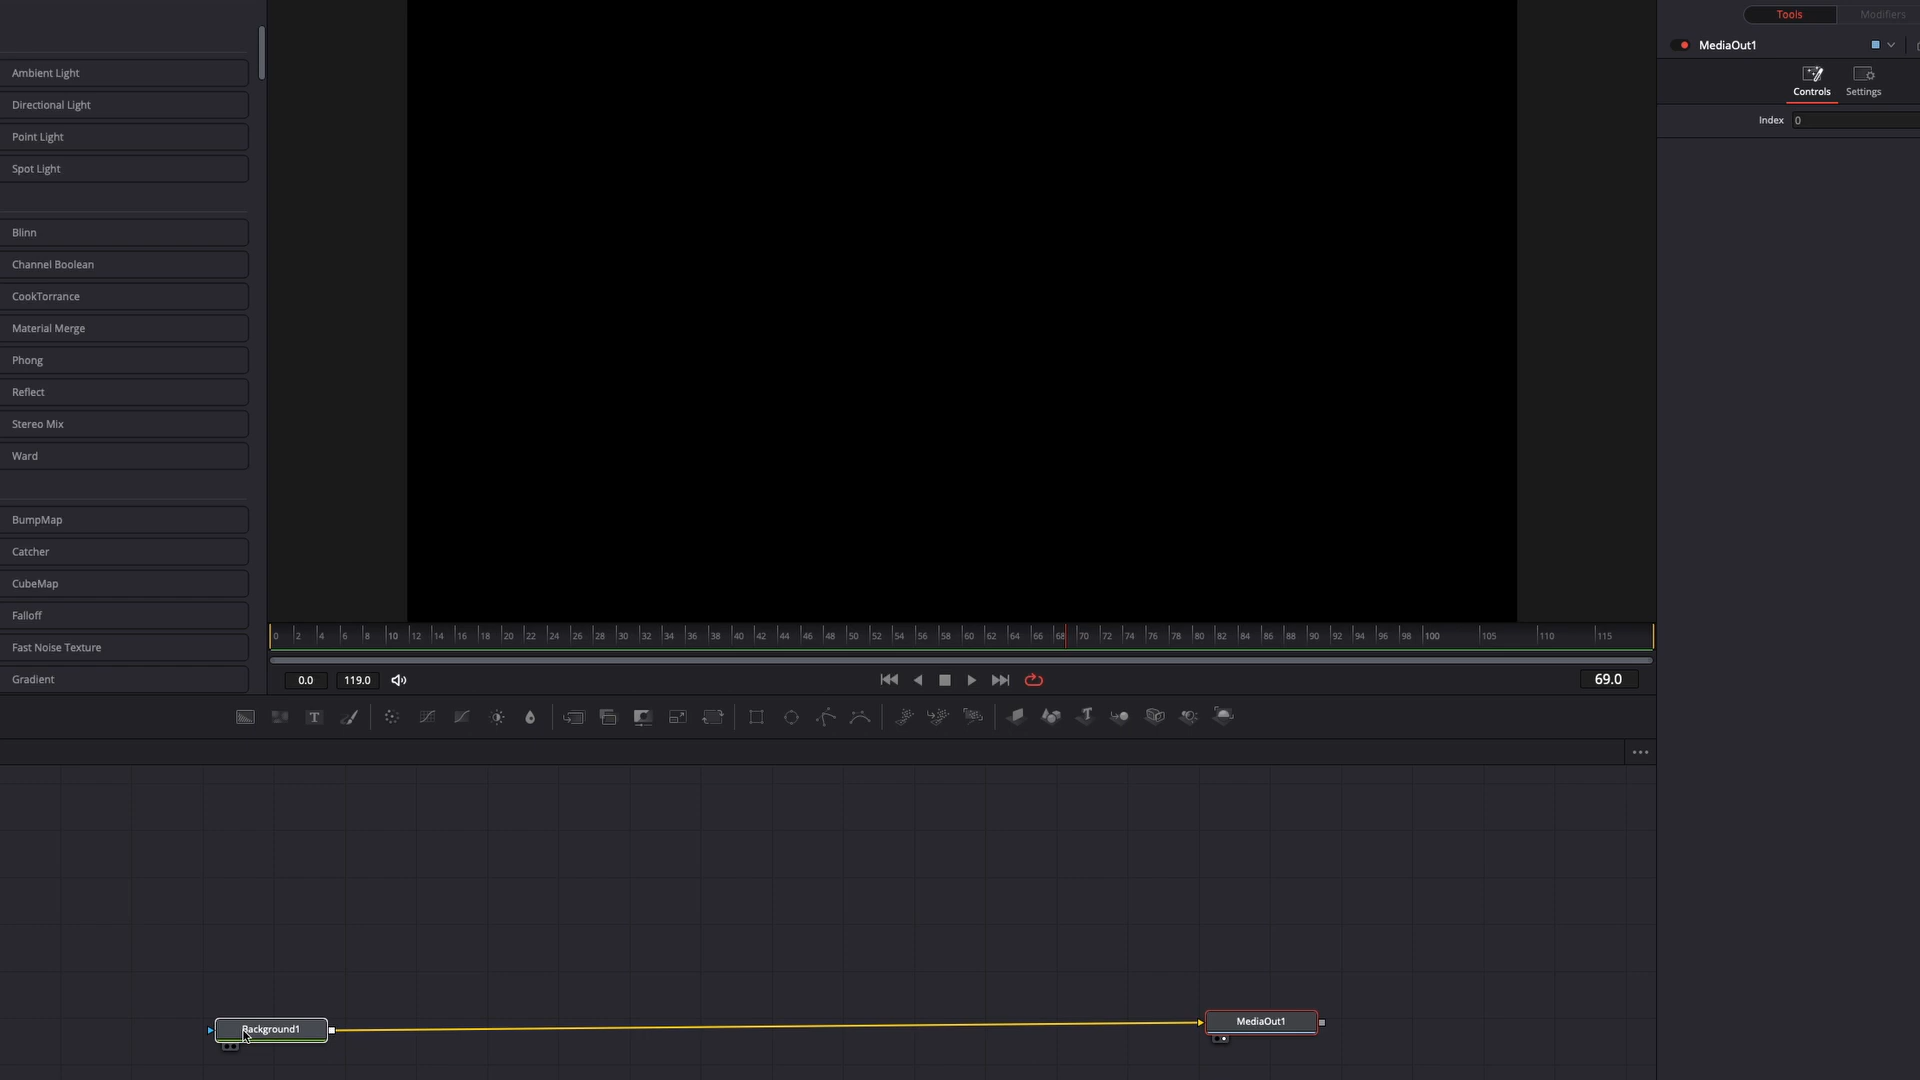 Tools
Modifiers
MediaOut1
Controls
Settings
Index
0
Ambient Light
Directional Light
Point Light
Spot Light
Blinn
Channel Boolean
CookTorrance
Material Merge
Phong
Reflect
Stereo Mix
Ward
BumpMap
Catcher
CubeMap
Falloff
Fast Noise Texture
Gradient
0 2 4 6 8 10 12 14 16 18 20 22 24 26 28 30 32 34 36 38 40 42 44 46 48 50 52 54 56 58 60 62 64 66 68 70 72 74 76 78 80 82 84 86 88 90 92 94 96 98 100 105 110 115
0.0
119.0
69.0
T
Background1
MediaOut1